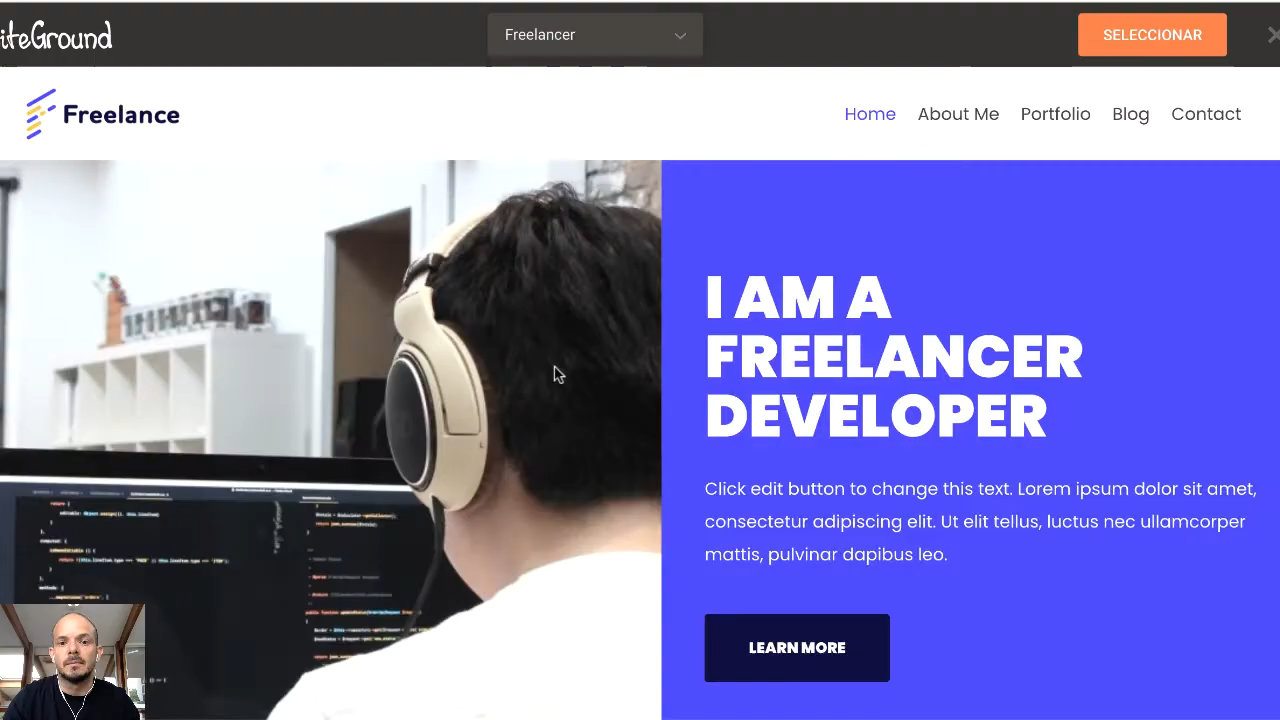 iteGround
Freelancer
SELECCIONAR
Freelance
Home About Me Portfolio Blog Contact
I AM A
FREELANCER
DEVELOPER
Click edit button to change this text. Lorem ipsum dolor sit amet,
consectetur adipiscing elit. Ut elit tellus, luctus nec ullamcorper
mattis, pulvinar dapibus leo.
LEARN MORE